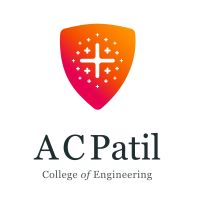 A C Patil
College of Engineering